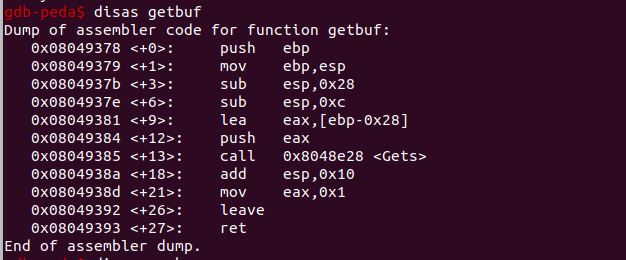 gdb-peda$ disas getbuf
Dump of assembler code for function getbuf:
0x08049378 <+0>: push ebp
0x08049379 <+1>: mov ebp,esp
0x0804937b <+3>: sub esp,0x28
0x0804937e <+6>: sub esp,0xc
0x08049381 <+9>: lea eax,[ebp-0x28]
0x08049384 <+12>: push eax
0x08049385 <+13>: call 0x8048e28 <Gets>
0x0804938a <+18>: add esp,0x10
0x0804938d <+21>: mov eax,0x1
0x08049392 <+26>: leave
0x08049393 <+27>: ret
End of assembler dump.